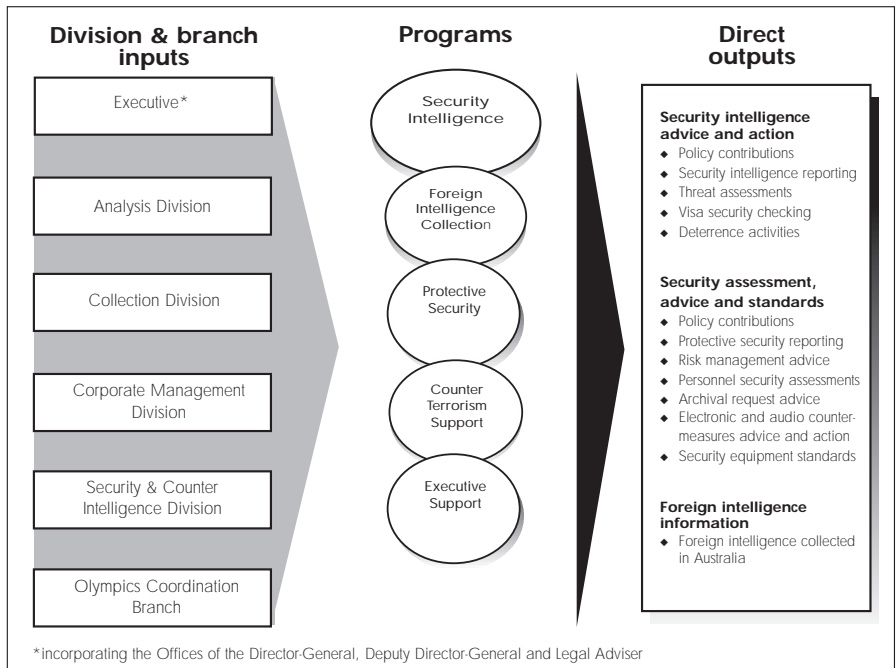 Division & branch
inputs
Executive*
Analysis Division
Collection Division
Corporate Management
Division
Security & Counter
Intelligence Division
Olympics Coordination
Branch
Programs
Security
Intelligence
Foreign
Intelligence
Collection
Protective
Security
Counter
Terrorism
Support
Executive
Support
Direct
outputs
Security intelligence
advice and action
◆ Policy contributions
◆ Security intelligence reporting
◆ Threat assessments
◆ Visa security checking
◆ Deterrence activities
Security assessment,
advice and standards
◆ Policy contributions
◆ Protective security reporting
◆ Risk management advice
◆ Personnel security assessments
◆ Archival request advice
◆ Electronic and audio counter-
measures advice and action
◆ Security equipment standards
Foreign intelligence
information
◆ Foreign intelligence collected
in Australia
*incorporating the Offices of the Director-General, Deputy Director-General and Legal Adviser